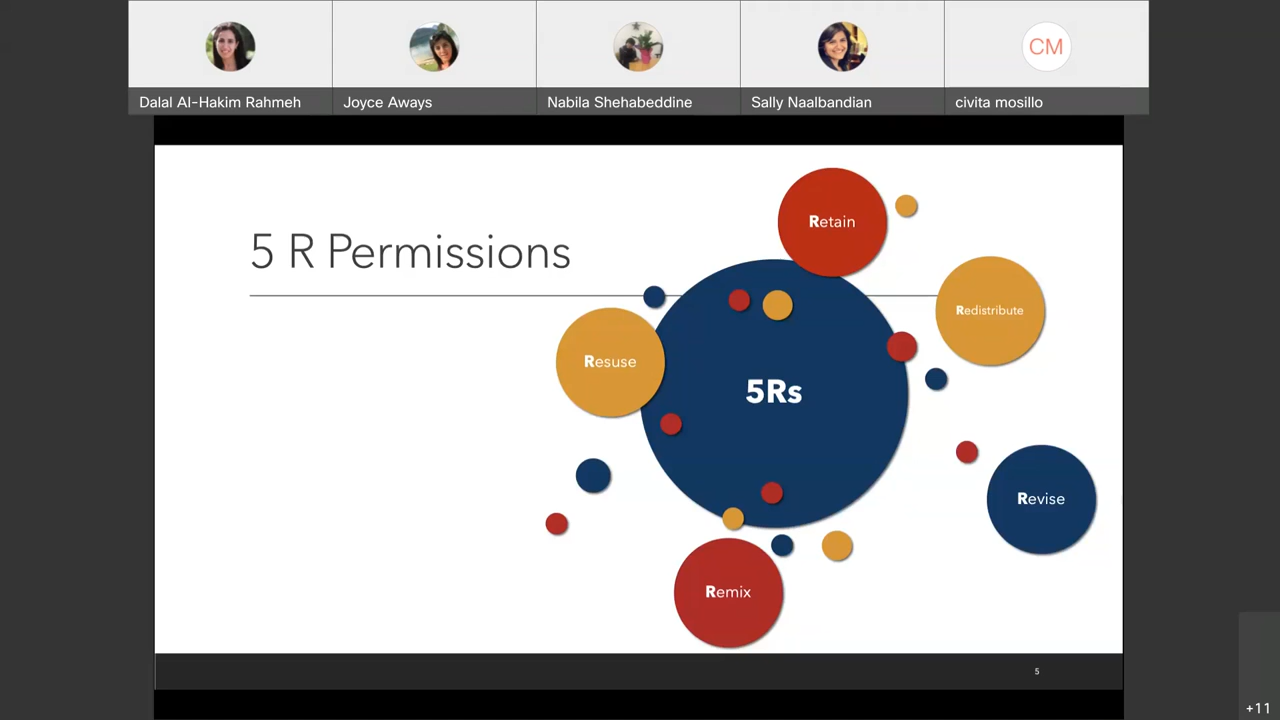 CM
Dalal Al-Hakim Rahmeh
Joyce Aways
Nabila Shehabeddine
Sally Naalbandian
civita mosillo
5 R Permissions
Retain
Redistribute
Resuse
5Rs
Revise
Remix
5
+11